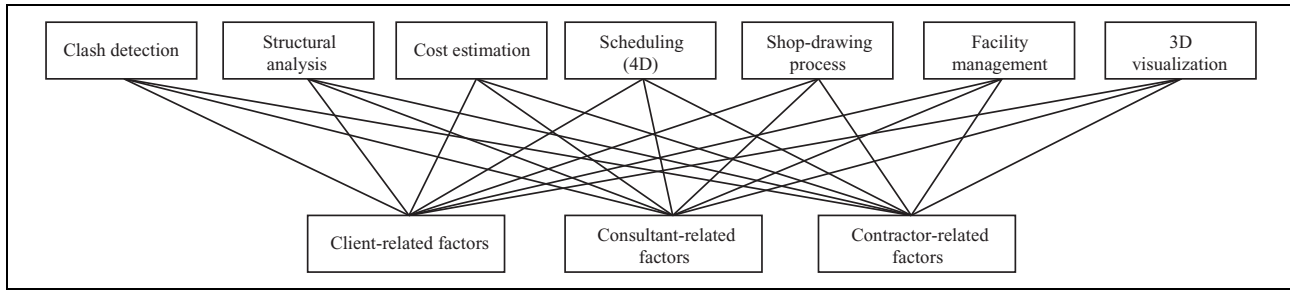 Clash detection
Structural
analysis
Cost estimation
Scheduling
(4D)
Shop-drawing
process
Facility
management
3D
visualization
Client-related factors
Consultant-related
factors
Contractor-related
factors